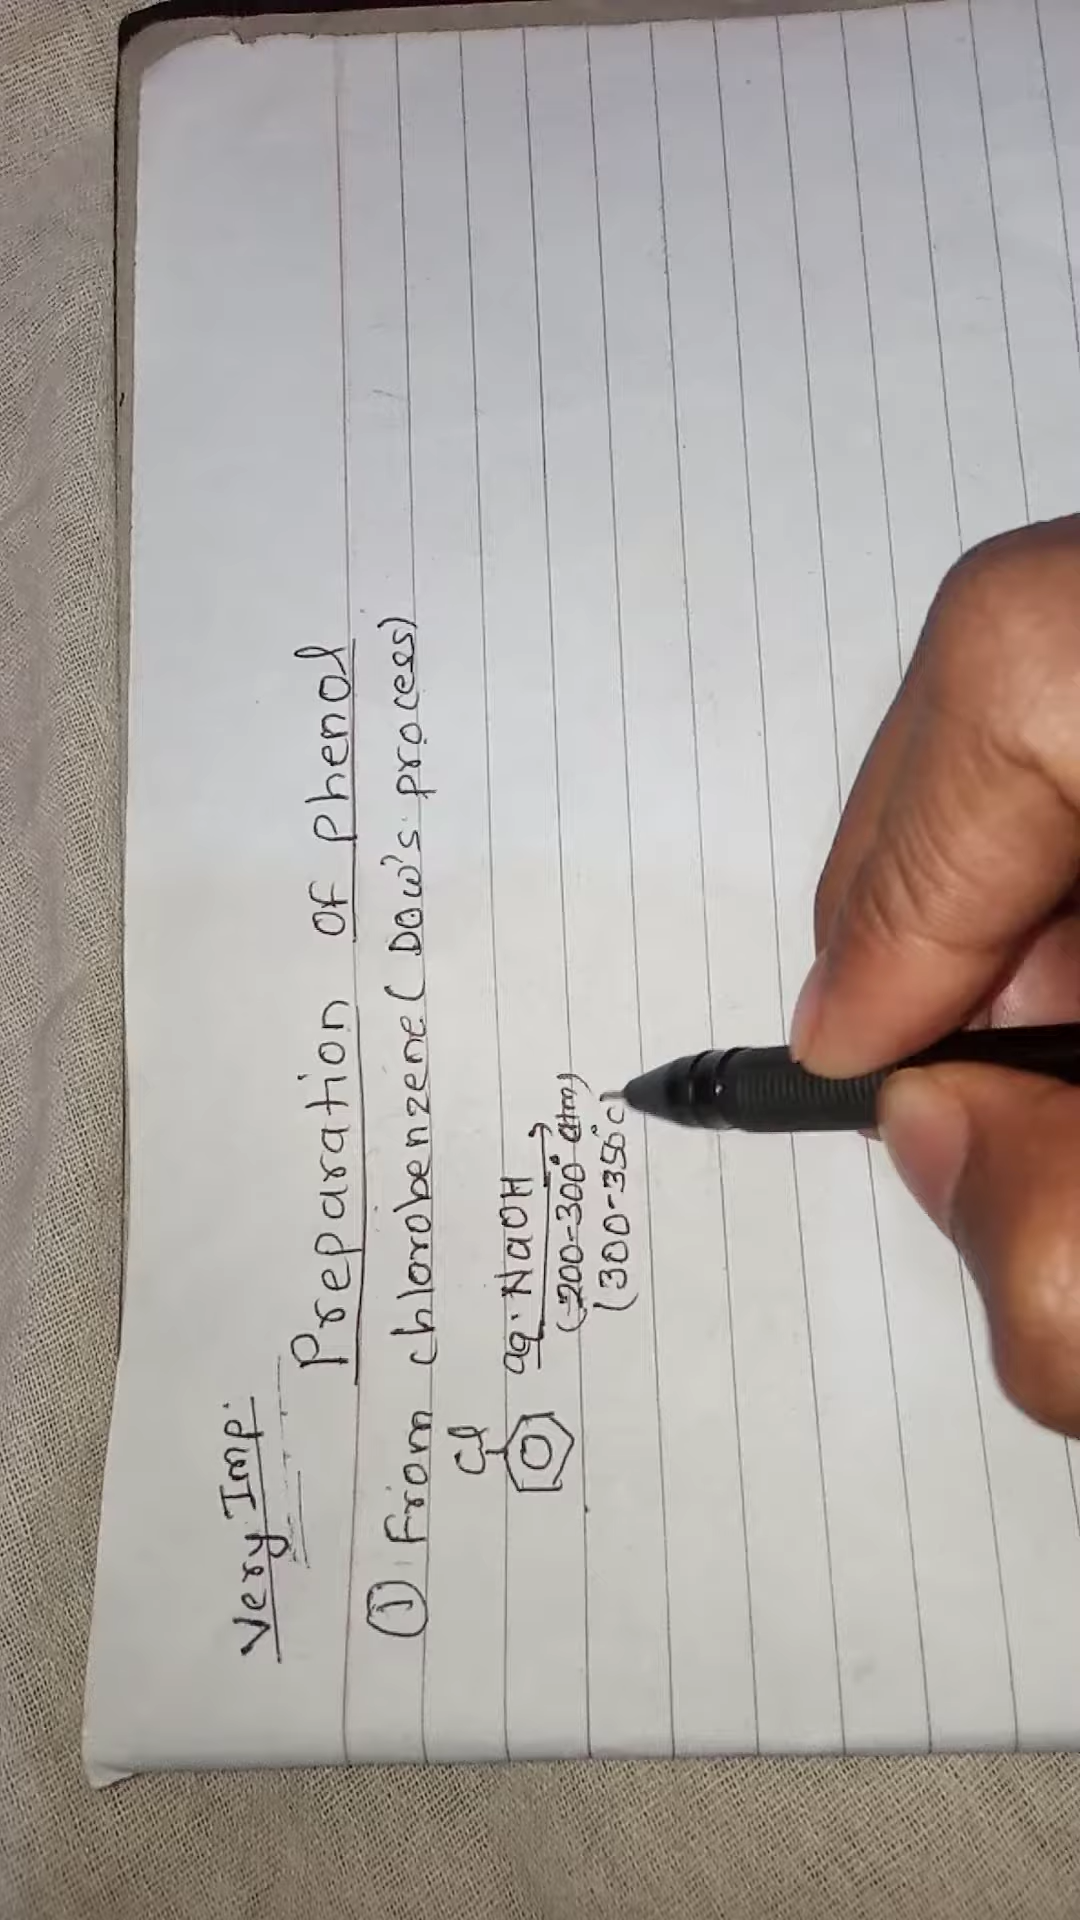 Very Imp.
Preparation of phenol
① From chlorobenzene (Dow's process)
Cl
aq. NaOH
(200-300° atm)
(300-350°c)